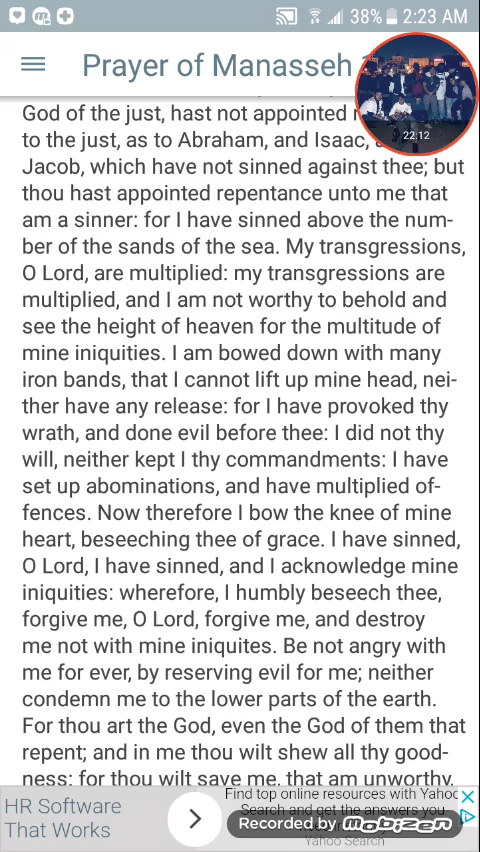 38% 2:23 AM
Prayer of Manasseh
22:12
God of the just, hast not appointed
to the just, as to Abraham, and Isaac,
Jacob, which have not sinned against thee; but
thou hast appointed repentance unto me that
am a sinner: for I have sinned above the num-
ber of the sands of the sea. My transgressions,
O Lord, are multiplied: my transgressions are
multiplied, and I am not worthy to behold and
see the height of heaven for the multitude of
mine iniquities. I am bowed down with many
iron bands, that I cannot lift up mine head, nei-
ther have any release: for I have provoked thy
wrath, and done evil before thee: I did not thy
will, neither kept I thy commandments: I have
set up abominations, and have multiplied of-
fences. Now therefore I bow the knee of mine
heart, beseeching thee of grace. I have sinned,
O Lord, I have sinned, and I acknowledge mine
iniquities: wherefore, I humbly beseech thee,
forgive me, O Lord, forgive me, and destroy
me not with mine iniquites. Be not angry with
me for ever, by reserving evil for me; neither
condemn me to the lower parts of the earth.
For thou art the God, even the God of them that
repent; and in me thou wilt shew all thy good-
ness: for thou wilt save me, that am unworthy,
HR Software
That Works
Find top online resources with Yahoo
Search and get the answers you
Recorded by Mobizen
Yahoo Search